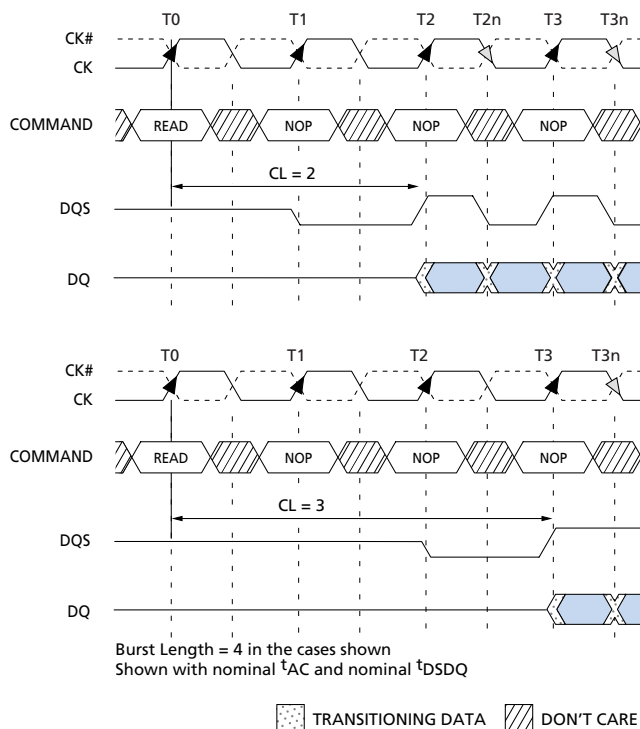 T0 T1 T2 T2n T3 T3n
CK#
CK
COMMAND READ NOP NOP NOP
CL = 2
DQS
DQ
T0 T1 T2 T3 T3n
CK#
CK
COMMAND READ NOP NOP NOP
CL = 3
DQS
DQ
Burst Length = 4 in the cases shown
Shown with nominal tAC and nominal tDSDQ
TRANSITIONING DATA DON'T CARE